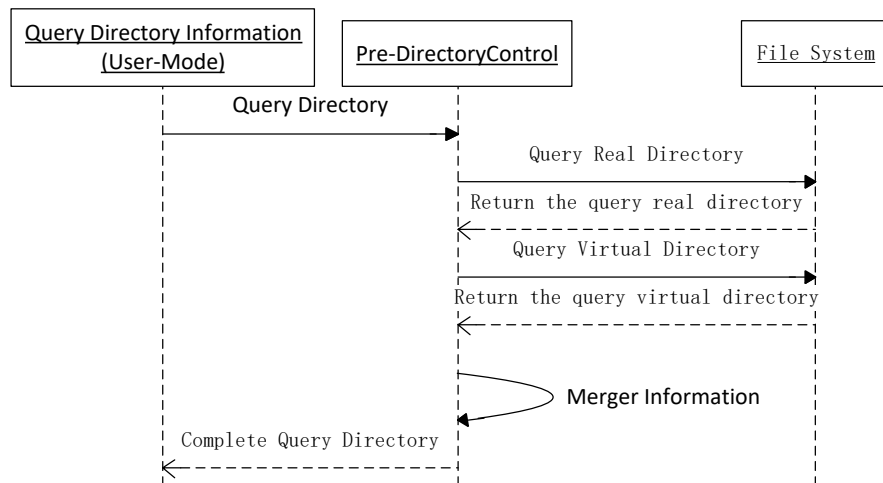 Query Directory Information
(User-Mode)
Pre-DirectoryControl
File System
Query Directory
Query Real Directory
Return the query real directory
Query Virtual Directory
Return the query virtual directory
Merger Information
Complete Query Directory